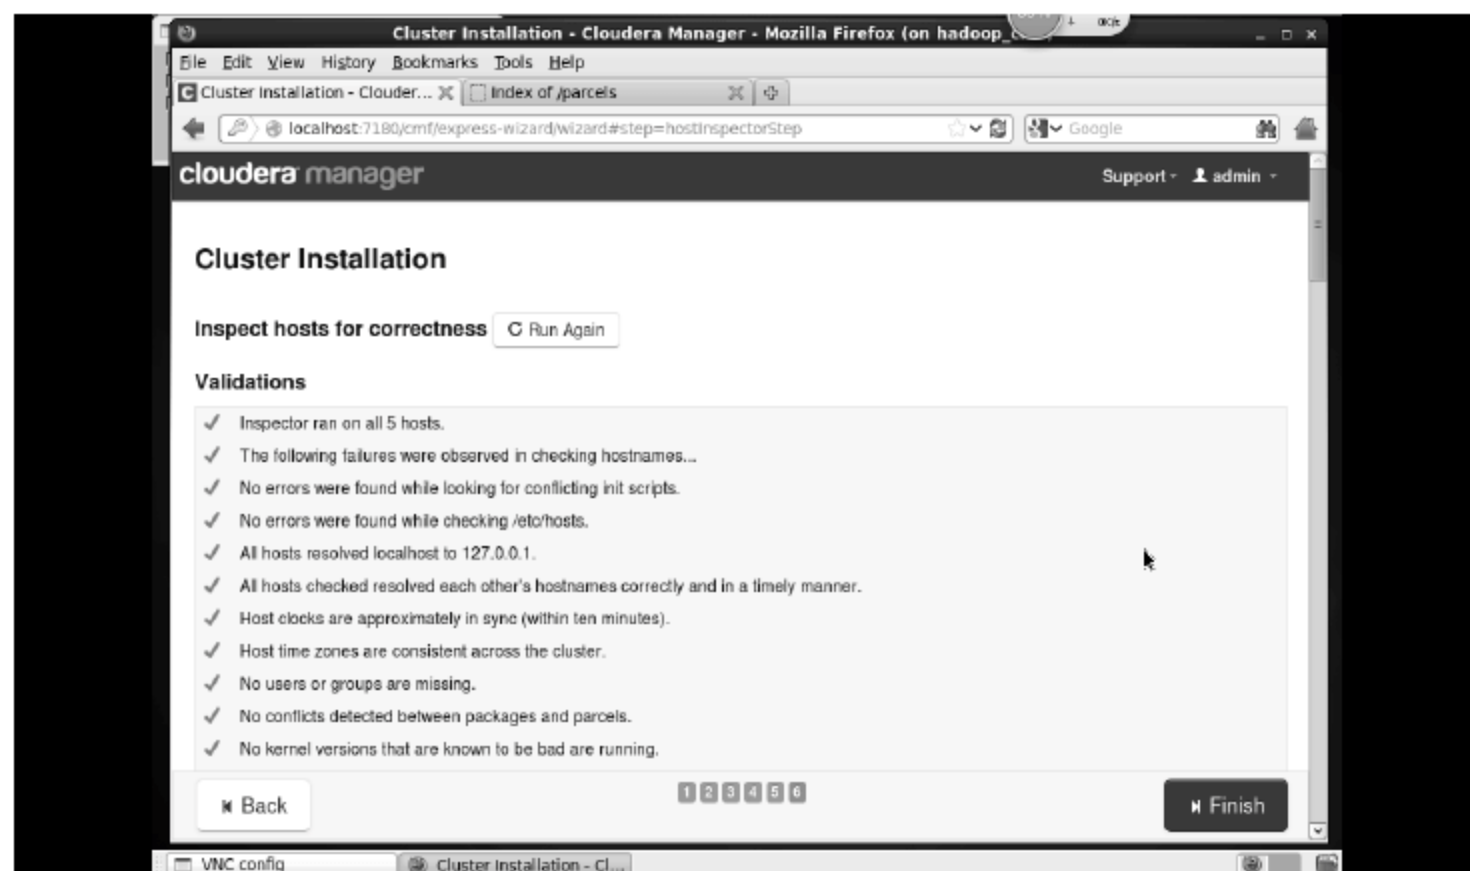 Cluster Installation - Cloudera Manager - Mozilla Firefox (on hadoop_
File Edit View History Bookmarks Tools Help
Cluster Installation - Clouder... Index of /parcels
localhost:7180/cmf/express-wizard/wizard#step=hostInspectorStep Google
cloudera manager Support admin
Cluster Installation
Inspect hosts for correctness Run Again
Validations
Inspector ran on all 5 hosts.
The following failures were observed in checking hostnames...
No errors were found while looking for conflicting init scripts.
No errors were found while checking /etc/hosts.
All hosts resolved localhost to 127.0.0.1.
All hosts checked resolved each other's hostnames correctly and in a timely manner.
Host clocks are approximately in sync (within ten minutes).
Host time zones are consistent across the cluster.
No users or groups are missing.
No conflicts detected between packages and parcels.
No kernel versions that are known to be bad are running.
Back 1 2 3 4 5 6 Finish
VNC config Cluster Installation - Cl...